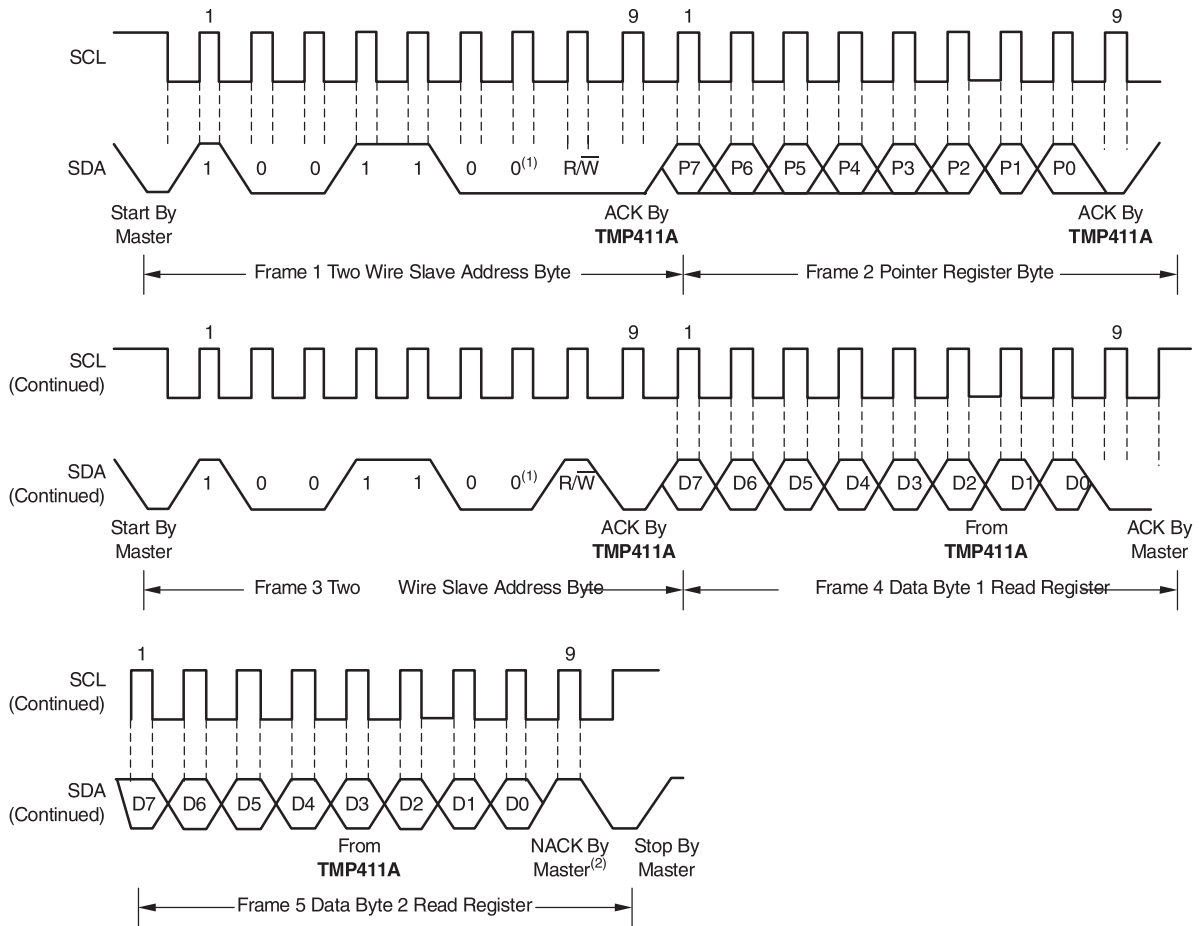 1 9 1 9
SCL
SDA 1 0 0 1 1 0 0(1) R/W P7 P6 P5 P4 P3 P2 P1 P0
Start By ACK By ACK By
Master TMP411A TMP411A
Frame 1 Two Wire Slave Address Byte Frame 2 Pointer Register Byte
1 9 1 9
SCL
(Continued)
SDA
(Continued) 1 0 0 1 1 0 0(1) R/W D7 D6 D5 D4 D3 D2 D1 D0
Start By ACK By From ACK By
Master TMP411A TMP411A Master
Frame 3 Two Wire Slave Address Byte Frame 4 Data Byte 1 Read Register
1 9
SCL
(Continued)
SDA
(Continued) D7 D6 D5 D4 D3 D2 D1 D0
From NACK By Stop By
TMP411A Master(2) Master
Frame 5 Data Byte 2 Read Register